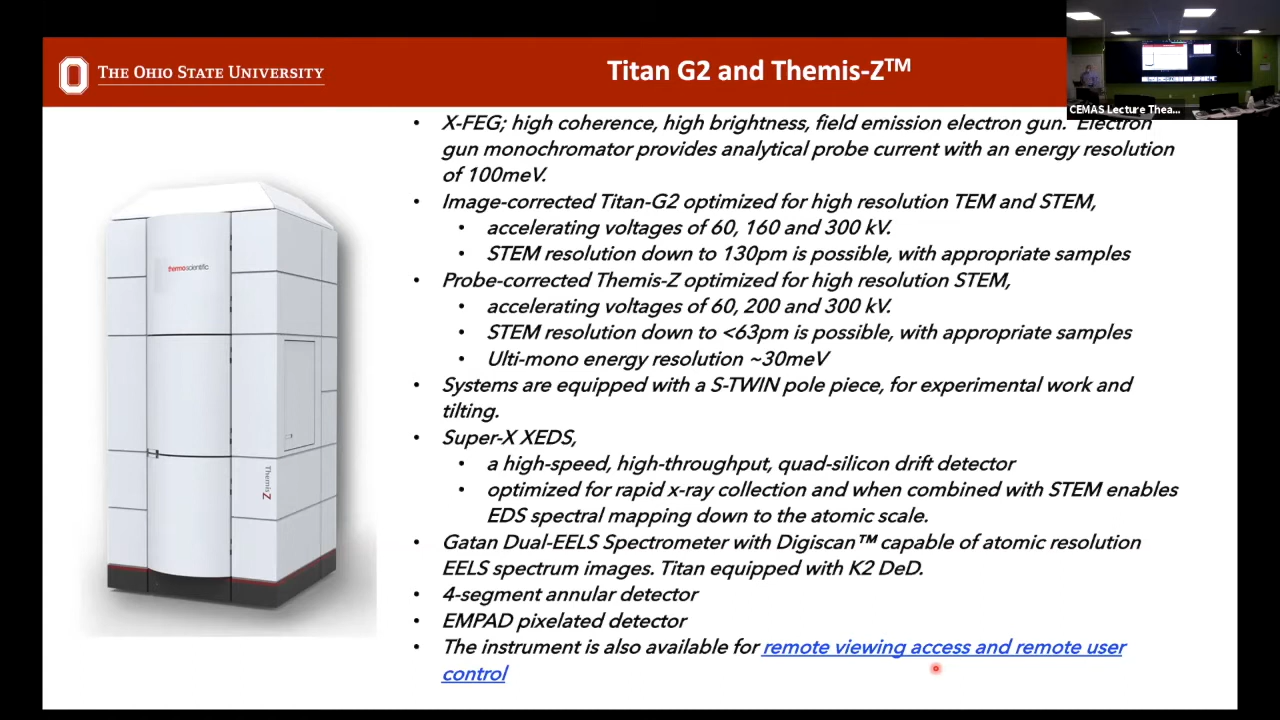 THE OHIO STATE UNIVERSITY
Titan G2 and Themis-Z™
CEMAS Lecture Thea...
• X-FEG; high coherence, high brightness, field emission electron gun. Electron
gun monochromator provides analytical probe current with an energy resolution
of 100meV.
• Image-corrected Titan-G2 optimized for high resolution TEM and STEM,
• accelerating voltages of 60, 160 and 300 kV.
• STEM resolution down to 130pm is possible, with appropriate samples
• Probe-corrected Themis-Z optimized for high resolution STEM,
• accelerating voltages of 60, 200 and 300 kV.
• STEM resolution down to <63pm is possible, with appropriate samples
• Ulti-mono energy resolution ~30meV
• Systems are equipped with a S-TWIN pole piece, for experimental work and
tilting.
• Super-X XEDS,
• a high-speed, high-throughput, quad-silicon drift detector
• optimized for rapid x-ray collection and when combined with STEM enables
EDS spectral mapping down to the atomic scale.
• Gatan Dual-EELS Spectrometer with Digiscan™ capable of atomic resolution
EELS spectrum images. Titan equipped with K2 DeD.
• 4-segment annular detector
• EMPAD pixelated detector
• The instrument is also available for remote viewing access and remote user
control
thermoscientific
Themis Z